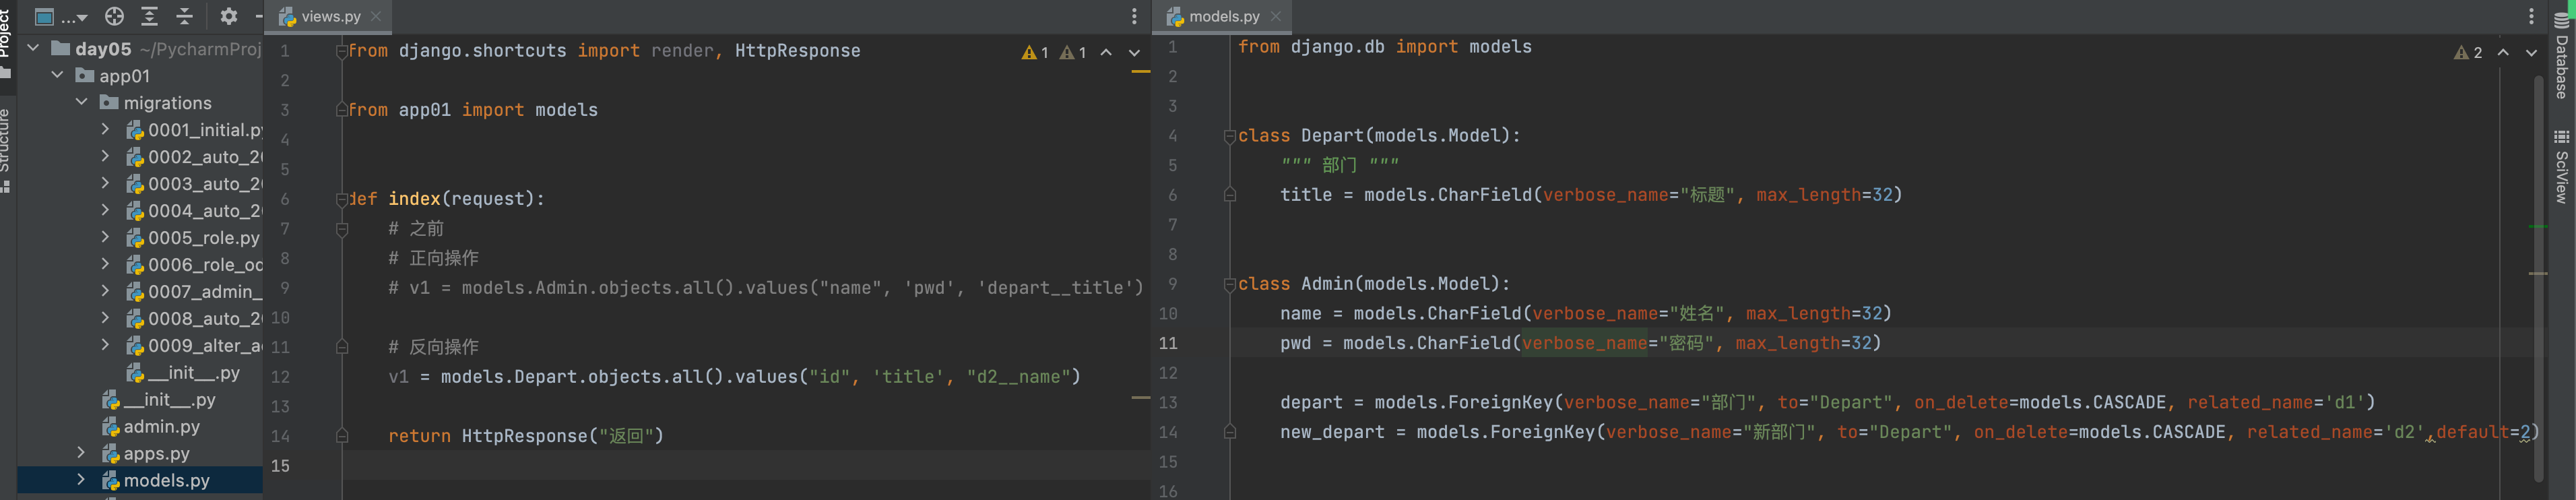 Project
Structure
...
day05 ~/PycharmProj
app01
migrations
0001_initial.py
0002_auto_20
0003_auto_20
0004_auto_20
0005_role.py
0006_role_od
0007_admin_
0008_auto_20
0009_alter_a
__init__.py
__init__.py
admin.py
apps.py
models.py
views.py
1 1
1 from django.shortcuts import render, HttpResponse
2
3 from app01 import models
4
5
6 def index(request):
7 # 之前
8 # 正向操作
9 # v1 = models.Admin.objects.all().values("name", 'pwd', 'depart__title')
10
11 # 反向操作
12 v1 = models.Depart.objects.all().values("id", 'title', "d2__name")
13
14 return HttpResponse("返回")
15
models.py
2
1 from django.db import models
2
3
4 class Depart(models.Model):
5 """ 部门 """
6 title = models.CharField(verbose_name="标题", max_length=32)
7
8
9 class Admin(models.Model):
10 name = models.CharField(verbose_name="姓名", max_length=32)
11 pwd = models.CharField(verbose_name="密码", max_length=32)
12
13 depart = models.ForeignKey(verbose_name="部门", to="Depart", on_delete=models.CASCADE, related_name='d1')
14 new_depart = models.ForeignKey(verbose_name="新部门", to="Depart", on_delete=models.CASCADE, related_name='d2',default=2)
15
16
Database
SciView